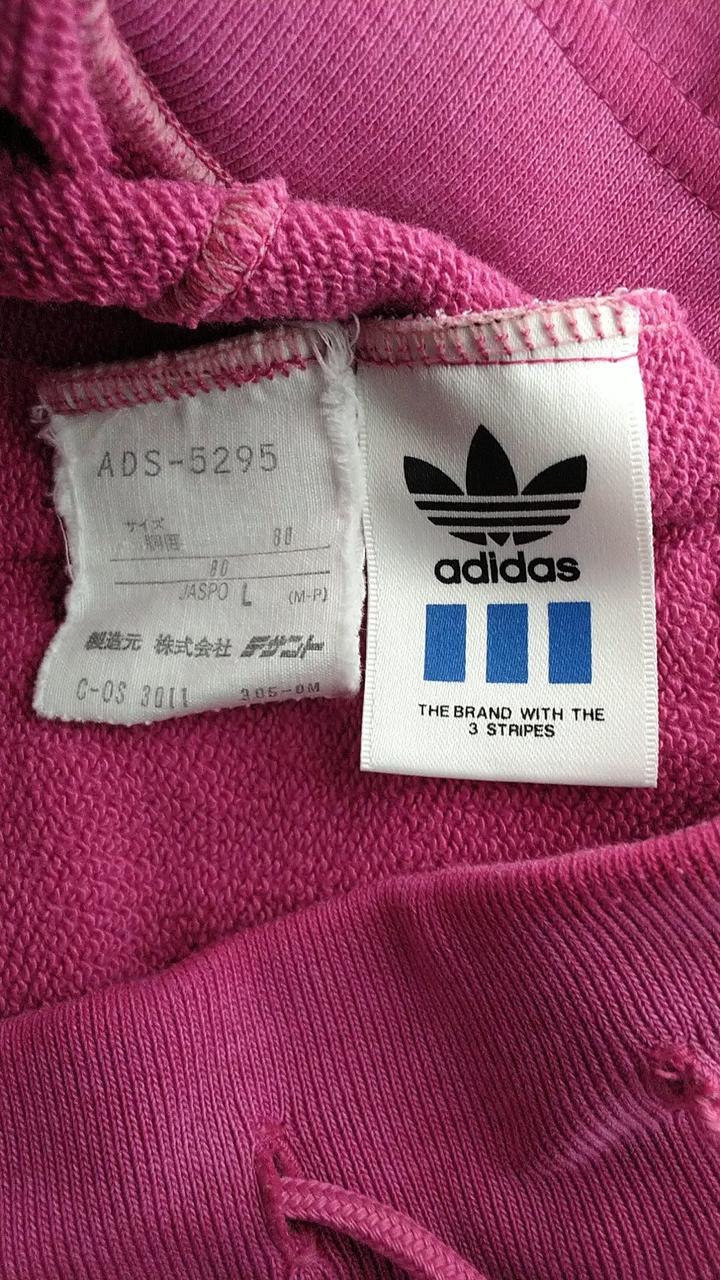 ADS-5295
サイズ
胴囲 80
80
JASPO L (M-P)
製造元 株式会社 デサント
C-OS 3011 305-0M
adidas
THE BRAND WITH THE
3 STRIPES